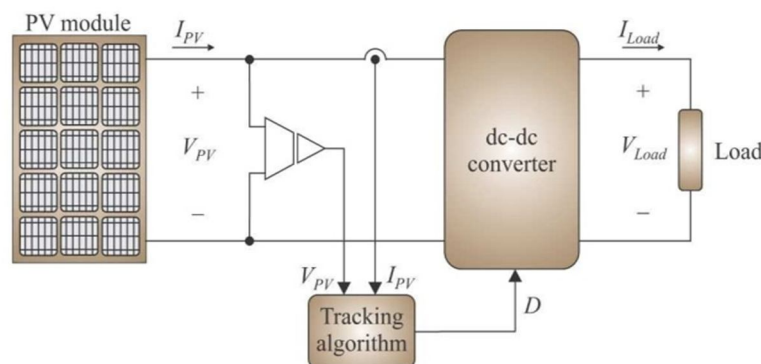 PV module
I_PV
I_Load
+
+
V_PV
dc-dc
converter
V_Load
Load
−
−
V_PV
I_PV
D
Tracking
algorithm